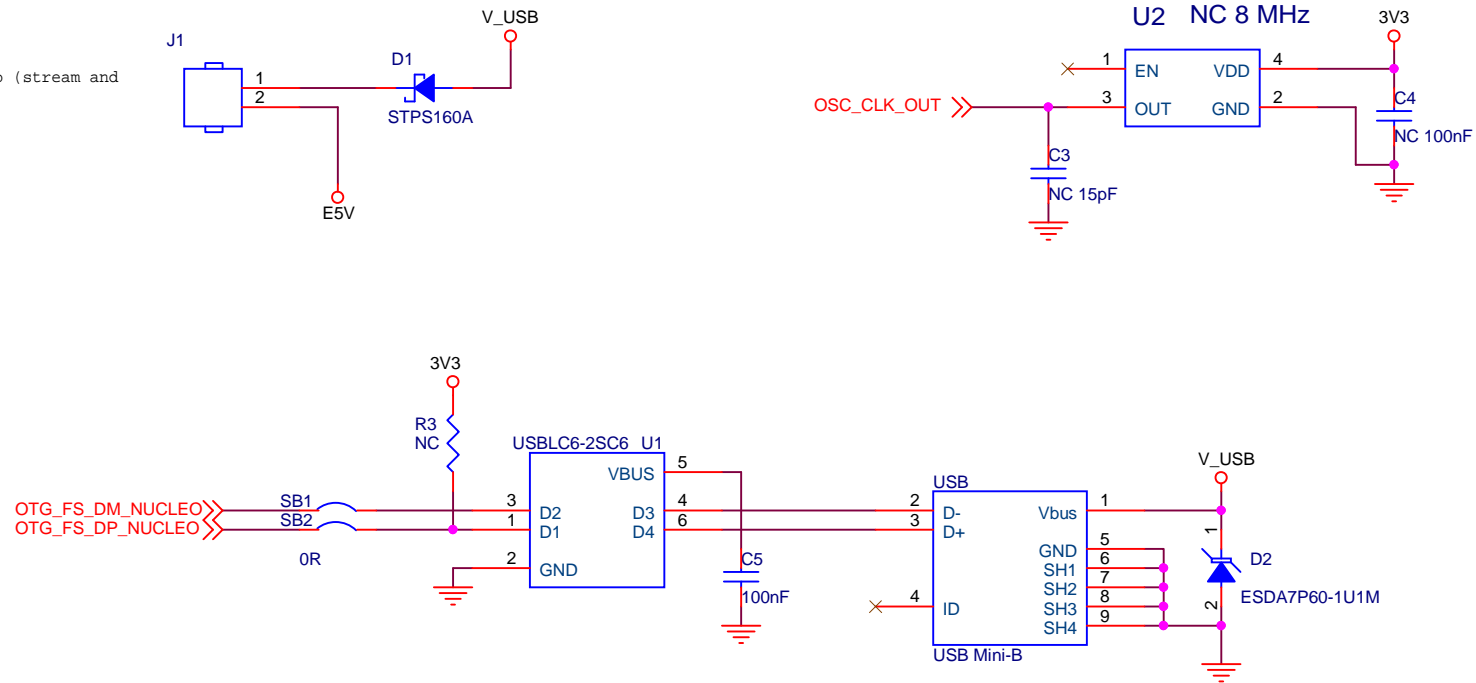 V_USB
J1
1
2
D1
STPS160A
E5V
(stream and
U2 NC 8 MHz
3V3
1 EN VDD 4
OSC_CLK_OUT
3 OUT GND 2
C4
NC 100nF
C3
NC 15pF
3V3
R3
NC
USBLC6-2SC6 U1
VBUS 5
OTG_FS_DM_NUCLEO SB1 3 D2 D3 4
OTG_FS_DP_NUCLEO SB2 1 D1 D4 6
0R
2 GND
C5
100nF
USB
2 D- Vbus 1
3 D+
GND 5
SH1 6
SH2 7
4 ID SH3 8
SH4 9
USB Mini-B
V_USB
1
D2
ESDA7P60-1U1M
2